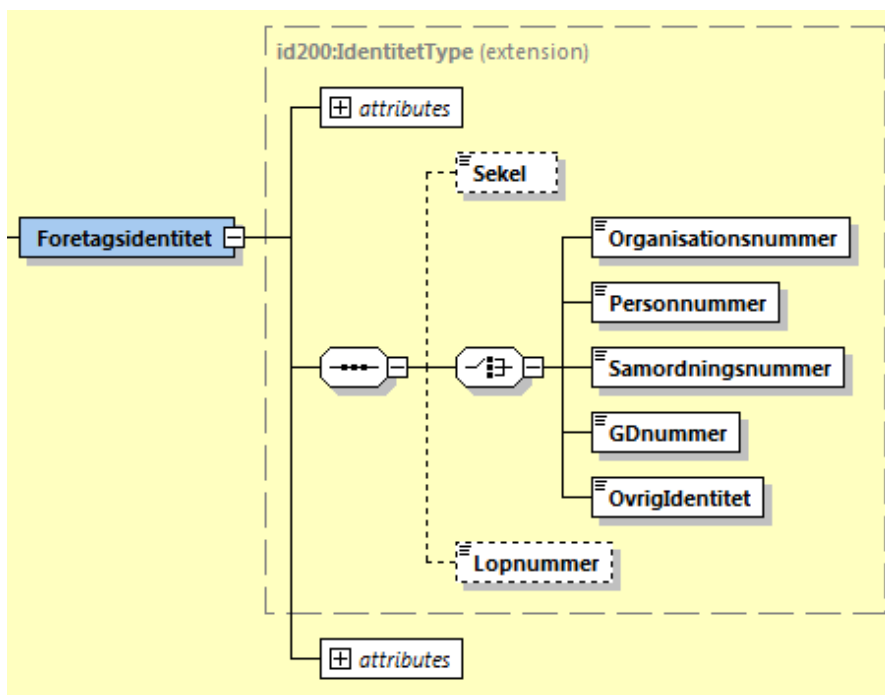 id200:IdentitetType (extension)
attributes
Sekel
Foretagsidentitet
Organisationsnummer
Personnummer
Samordningsnummer
GDnummer
OvrigIdentitet
Lopnummer
attributes